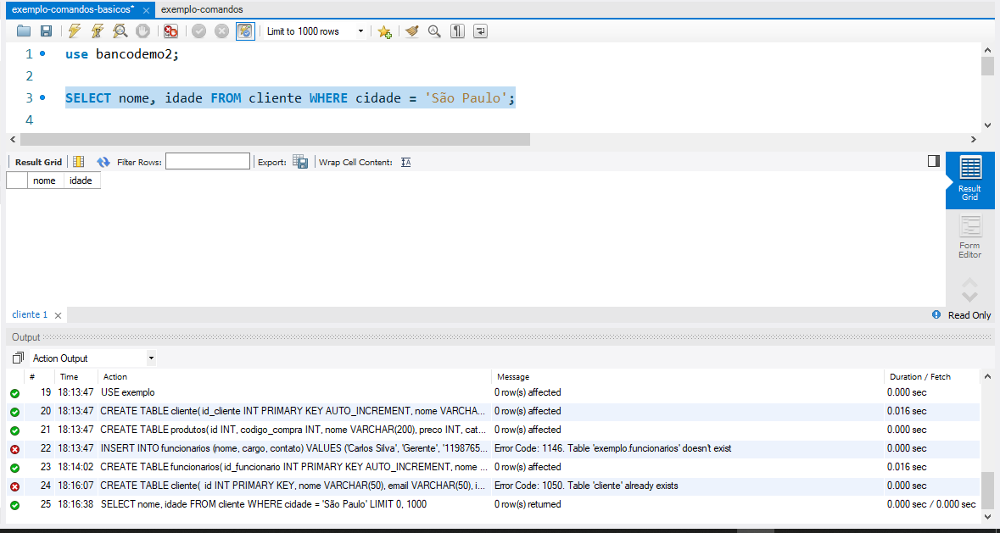 exemplo-comandos-basicos* exemplo-comandos
Limit to 1000 rows
1 use bancodemo2;
2
3 SELECT nome, idade FROM cliente WHERE cidade = 'São Paulo';
4
Result Grid Filter Rows: Export: Wrap Cell Content:
nome idade
Result Grid
Form Editor
cliente 1 Read Only
Output
Action Output
# Time Action Message Duration / Fetch
19 18:13:47 USE exemplo 0 row(s) affected 0.000 sec
20 18:13:47 CREATE TABLE cliente( id_cliente INT PRIMARY KEY AUTO_INCREMENT, nome VARCHA... 0 row(s) affected 0.016 sec
21 18:13:47 CREATE TABLE produtos( id INT, codigo_compra INT, nome VARCHAR(200), preco INT, cat... 0 row(s) affected 0.000 sec
22 18:13:47 INSERT INTO funcionarios (nome, cargo, contato) VALUES ('Carlos Silva', 'Gerente', '1198765... Error Code: 1146. Table 'exemplo.funcionarios' doesn't exist 0.000 sec
23 18:14:02 CREATE TABLE funcionarios( id_funcionario INT PRIMARY KEY AUTO_INCREMENT, nome ... 0 row(s) affected 0.016 sec
24 18:16:07 CREATE TABLE cliente( id INT PRIMARY KEY, nome VARCHAR(50), email VARCHAR(50), i... Error Code: 1050. Table 'cliente' already exists 0.000 sec
25 18:16:38 SELECT nome, idade FROM cliente WHERE cidade = 'São Paulo' LIMIT 0, 1000 0 row(s) returned 0.000 sec / 0.000 sec